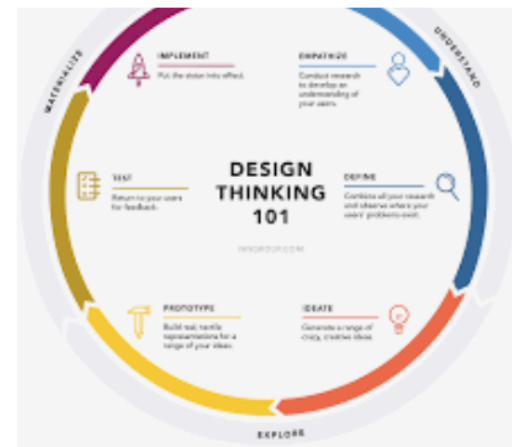 UNDERSTAND
EMPATHIZE
Conduct research
to develop an
understanding of
your users.
DEFINE
Combine all your research
and observe where your
users' problems exist.
EXPLORE
IDEATE
Generate a range of
crazy, creative ideas.
PROTOTYPE
Build real, tactile
representations for a
range of your ideas.
MATERIALIZE
TEST
Return to your users
for feedback.
IMPLEMENT
Put the vision into effect.
DESIGN
THINKING
101
NNGROUP.COM